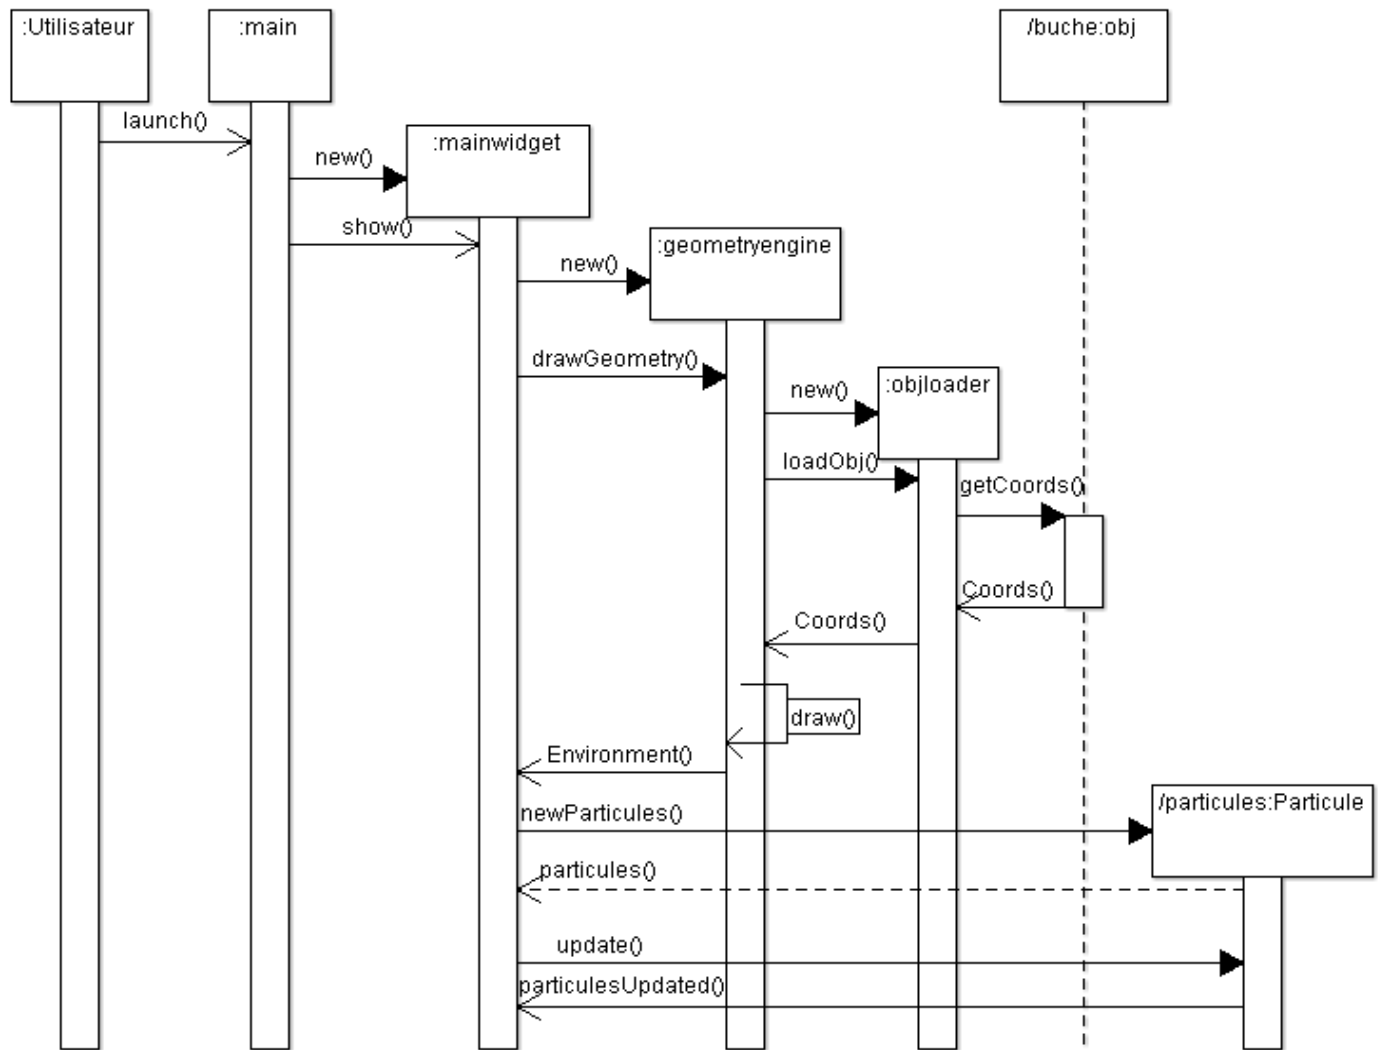 :Utilisateur
:main
/buche:obj
launch()
:mainwidget
new()
show()
:geometryengine
new()
drawGeometry()
:objloader
new()
loadObj()
getCoords()
Coords()
Coords()
draw()
Environment()
/particules:Particule
newParticules()
particules()
update()
particulesUpdated()